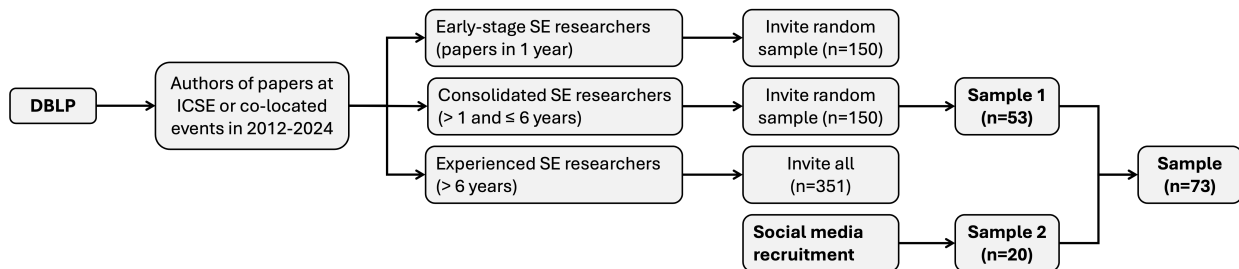 DBLP
Authors of papers at
ICSE or co-located
events in 2012-2024
Early-stage SE researchers
(papers in 1 year)
Invite random
sample (n=150)
Consolidated SE researchers
(> 1 and ≤ 6 years)
Invite random
sample (n=150)
Sample 1
(n=53)
Experienced SE researchers
(> 6 years)
Invite all
(n=351)
Social media
recruitment
Sample 2
(n=20)
Sample
(n=73)